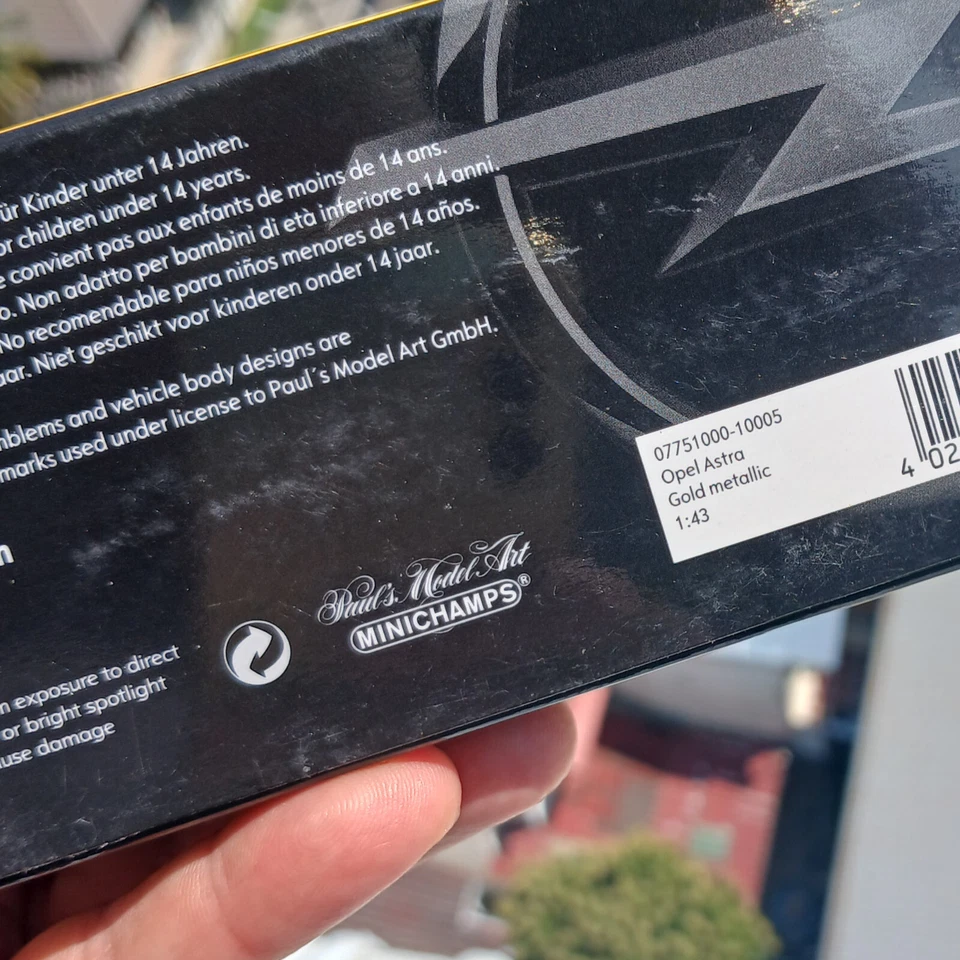 ür Kinder unter 14 Jahren.
or children under 14 years.
e convient pas aux enfants de moins de 14 ans.
o. Non adatto per bambini di età inferiore a 14 anni.
No recomendable para niños menores de 14 años.
aar. Niet geschikt voor kinderen onder 14 jaar.
mblems and vehicle body designs are
marks used under license to Paul´s Model Art GmbH.
07751000-10005
Opel Astra
Gold metallic
1:43
4 02
n
Paul's Model Art
MINICHAMPS®
n exposure to direct
or bright spotlight
use damage